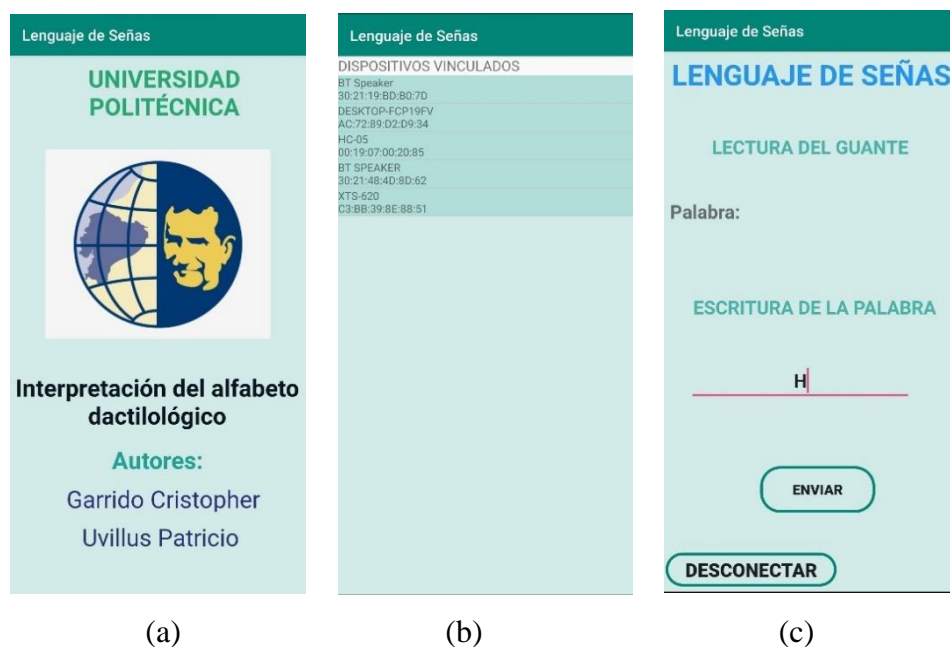 Lenguaje de Señas
UNIVERSIDAD
POLITÉCNICA
Interpretación del alfabeto
dactilológico
Autores:
Garrido Cristopher
Uvillus Patricio
(a)
Lenguaje de Señas
DISPOSITIVOS VINCULADOS
BT Speaker
30:21:19:BD:B0:7D
DESKTOP-FCP19FV
AC:72:89:D2:D9:34
HC-05
00:19:07:00:20:85
BT SPEAKER
30:21:48:4D:8D:62
XTS-620
C3:BB:39:8E:88:51
(b)
Lenguaje de Señas
LENGUAJE DE SEÑAS
LECTURA DEL GUANTE
Palabra:
ESCRITURA DE LA PALABRA
H
ENVIAR
DESCONECTAR
(c)